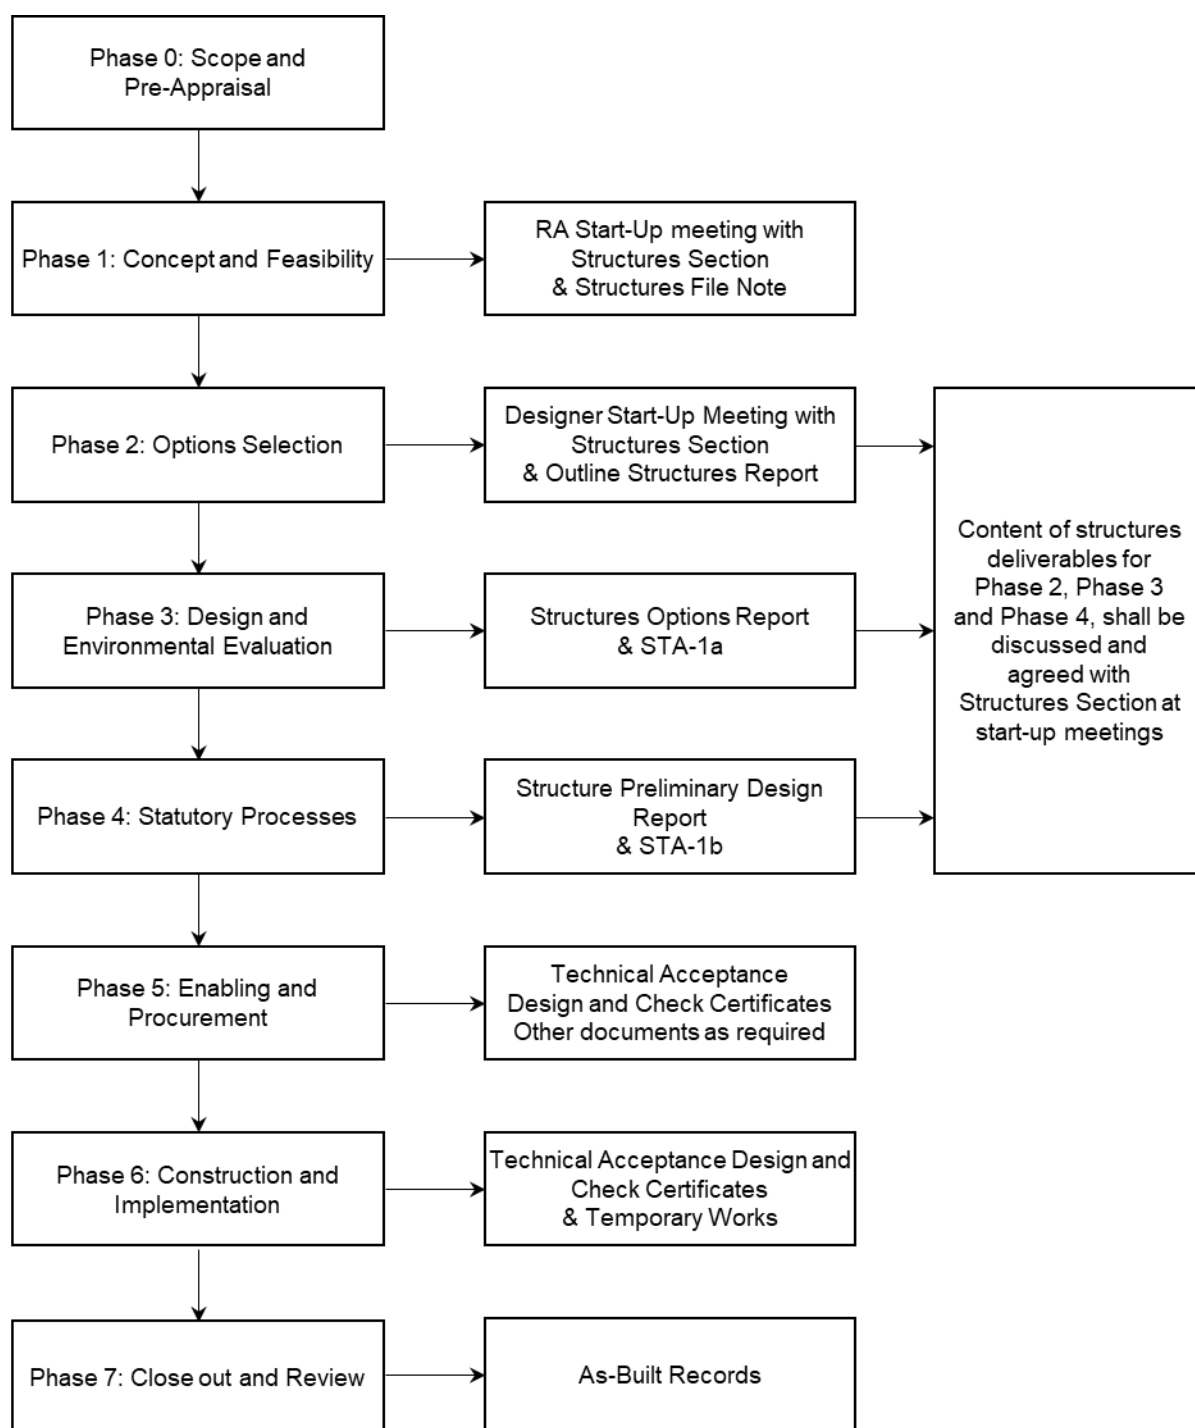 Phase 0: Scope and
Pre-Appraisal
Phase 1: Concept and Feasibility
RA Start-Up meeting with
Structures Section
& Structures File Note
Phase 2: Options Selection
Designer Start-Up Meeting with
Structures Section
& Outline Structures Report
Content of structures
deliverables for
Phase 2, Phase 3
and Phase 4, shall be
discussed and
agreed with
Structures Section at
start-up meetings
Phase 3: Design and
Environmental Evaluation
Structures Options Report
& STA-1a
Phase 4: Statutory Processes
Structure Preliminary Design
Report
& STA-1b
Phase 5: Enabling and
Procurement
Technical Acceptance
Design and Check Certificates
Other documents as required
Phase 6: Construction and
Implementation
Technical Acceptance Design and
Check Certificates
& Temporary Works
Phase 7: Close out and Review
As-Built Records